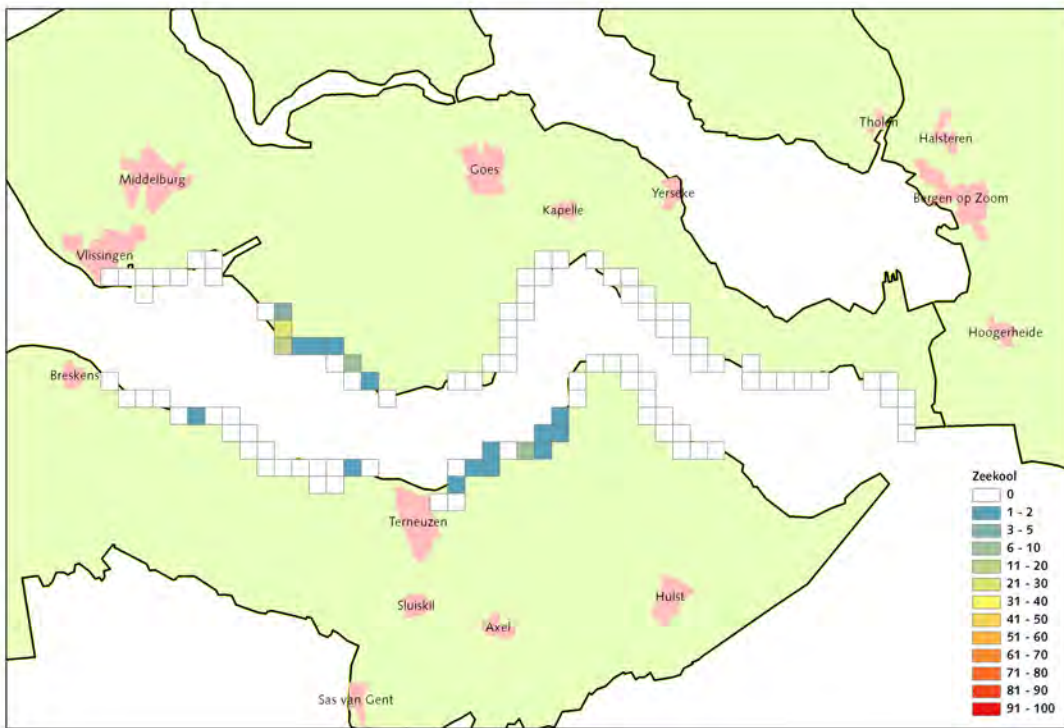 Tholen
Halsteren
Goes
Middelburg
Yerseke
Bergen op Zoom
Kapelle
Vlissingen
Hoogerheide
Breskens
Zeekool
0
1 - 2
3 - 5
6 - 10
11 - 20
21 - 30
31 - 40
41 - 50
51 - 60
61 - 70
71 - 80
81 - 90
91 - 100
Terneuzen
Hulst
Sluiskil
Axel
Sas van Gent